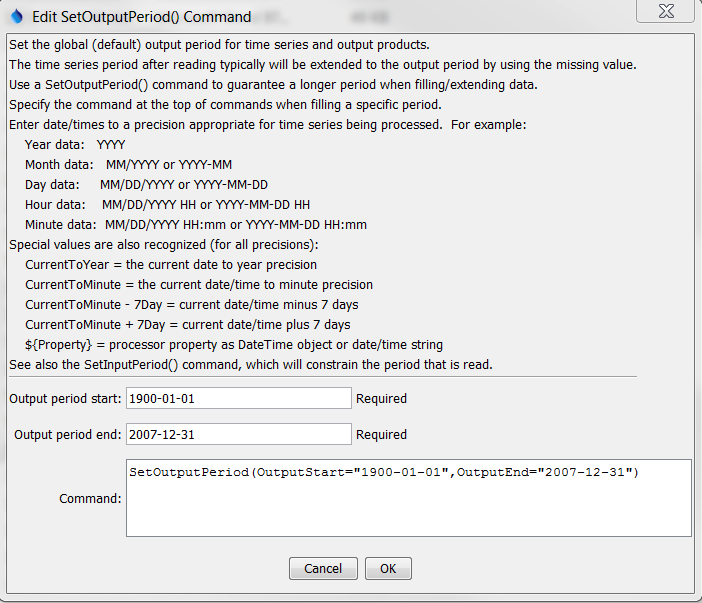 Edit SetOutputPeriod() Command
Set the global (default) output period for time series and output products.
The time series period after reading typically will be extended to the output period by using the missing value.
Use a SetOutputPeriod() command to guarantee a longer period when filling/extending data.
Specify the command at the top of commands when filling a specific period.
Enter date/times to a precision appropriate for time series being processed.  For example:
Year data:   YYYY
Month data:   MM/YYYY or YYYY-MM
Day data:     MM/DD/YYYY or YYYY-MM-DD
Hour data:    MM/DD/YYYY HH or YYYY-MM-DD HH
Minute data:  MM/DD/YYYY HH:mm or YYYY-MM-DD HH:mm
Special values are also recognized (for all precisions):
CurrentToYear = the current date to year precision
CurrentToMinute = the current date/time to minute precision
CurrentToMinute - 7Day = current date/time minus 7 days
CurrentToMinute + 7Day = current date/time plus 7 days
${Property} = processor property as DateTime object or date/time string
See also the SetInputPeriod() command, which will constrain the period that is read.
Output period start: 1900-01-01 Required
Output period end: 2007-12-31 Required
SetOutputPeriod(OutputStart="1900-01-01",OutputEnd="2007-12-31")
Command:
Cancel OK